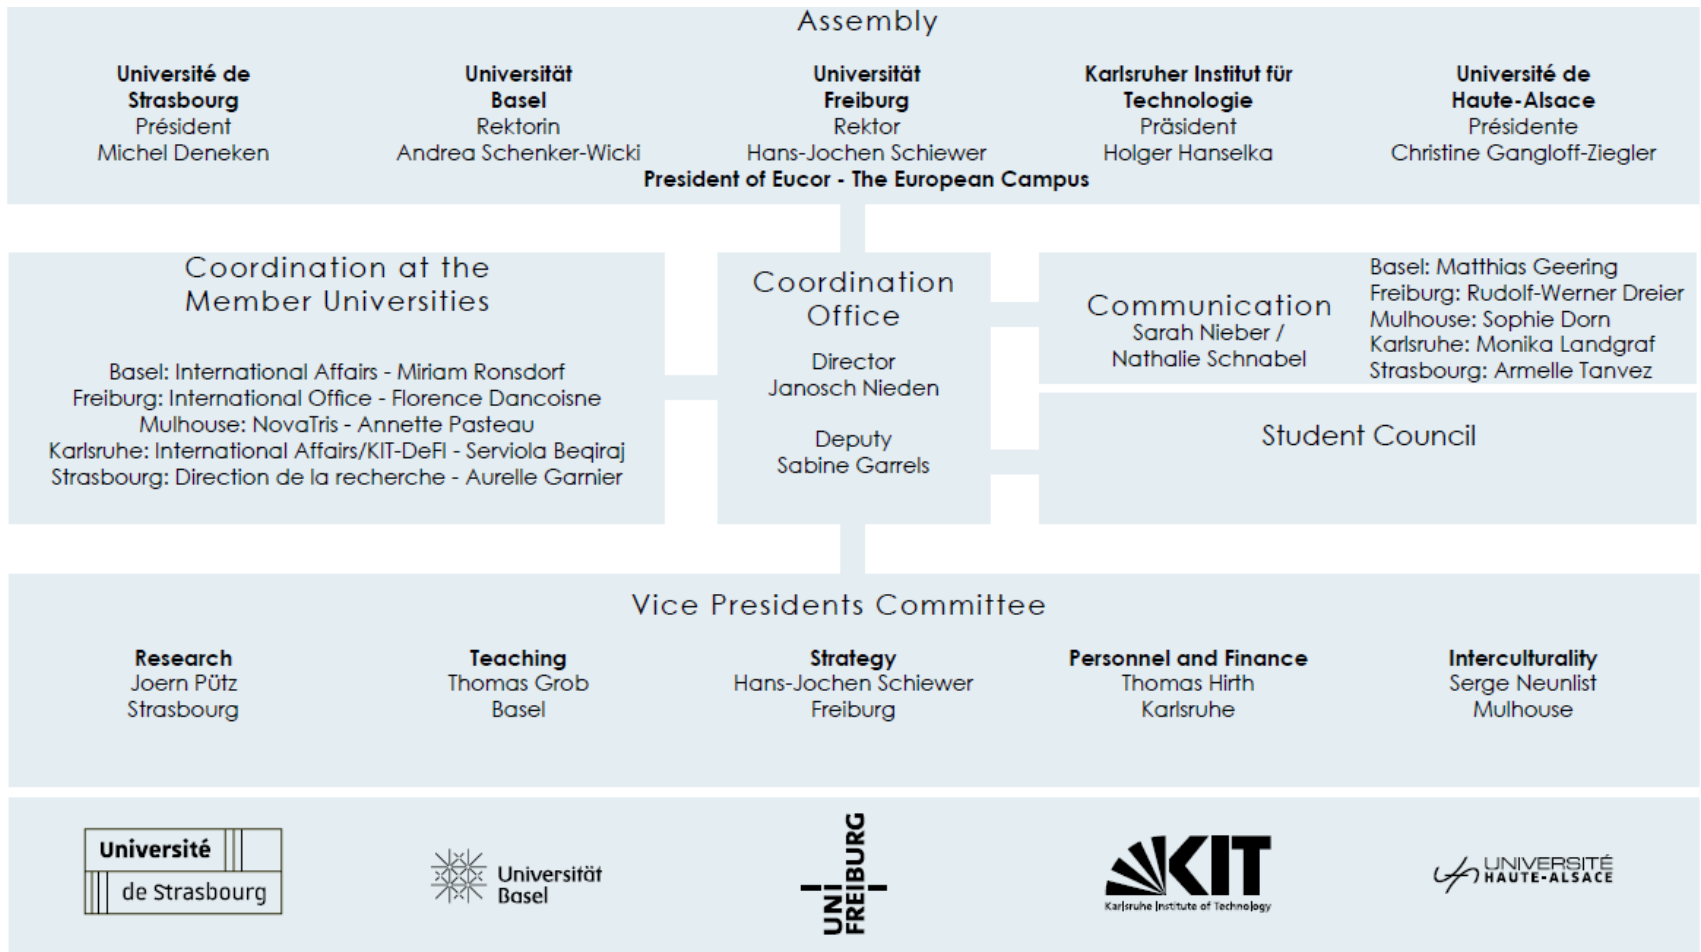 Assembly
Université de
Strasbourg
Président
Michel Deneken
Universität
Basel
Rektorin
Andrea Schenker-Wicki
Universität
Freiburg
Rektor
Hans-Jochen Schiewer
President of Eucor - The European Campus
Karlsruher Institut für
Technologie
Präsident
Holger Hanselka
Université de
Haute-Alsace
Présidente
Christine Gangloff-Ziegler
Coordination at the
Member Universities
Basel: International Affairs - Miriam Ronsdorf
Freiburg: International Office - Florence Dancoisne
Mulhouse: NovaTris - Annette Pasteau
Karlsruhe: International Affairs/KIT-DeFI - Serviola Beqiraj
Strasbourg: Direction de la recherche - Aurelle Garnier
Coordination
Office
Director
Janosch Nieden
Deputy
Sabine Garrels
Communication
Sarah Nieber /
Nathalie Schnabel
Basel: Matthias Geering
Freiburg: Rudolf-Werner Dreier
Mulhouse: Sophie Dorn
Karlsruhe: Monika Landgraf
Strasbourg: Armelle Tanvez
Student Council
Vice Presidents Committee
Research
Joern Pütz
Strasbourg
Teaching
Thomas Grob
Basel
Strategy
Hans-Jochen Schiewer
Freiburg
Personnel and Finance
Thomas Hirth
Karlsruhe
Interculturality
Serge Neunlist
Mulhouse
Université
de Strasbourg
Universität
Basel
UNI
FREIBURG
KIT
Karlsruhe Institute of Technology
UNIVERSITÉ
HAUTE-ALSACE